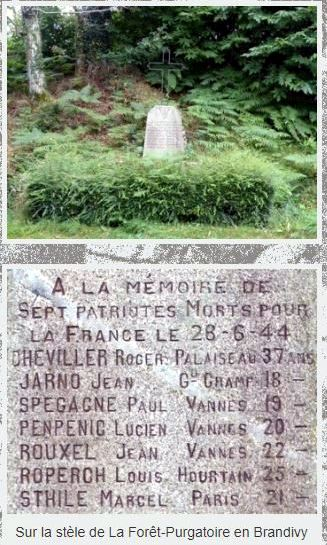 A LA MÉMOIRE DE
SEPT PATRIOTES MORTS POUR
LA FRANCE LE 28-6-44
CHEVILLER ROGER PALAISEAU 37 ANS
JARNO JEAN Gᵈ CHAMP 18 –
SPEGAGNE PAUL VANNES 19 –
PENPENIC LUCIEN VANNES 20 –
ROUXEL JEAN VANNES 22 –
ROPERCH LOUIS HOURTAIN 25 –
STHILE MARCEL PARIS 21 –
Sur la stèle de La Forêt-Purgatoire en Brandivy